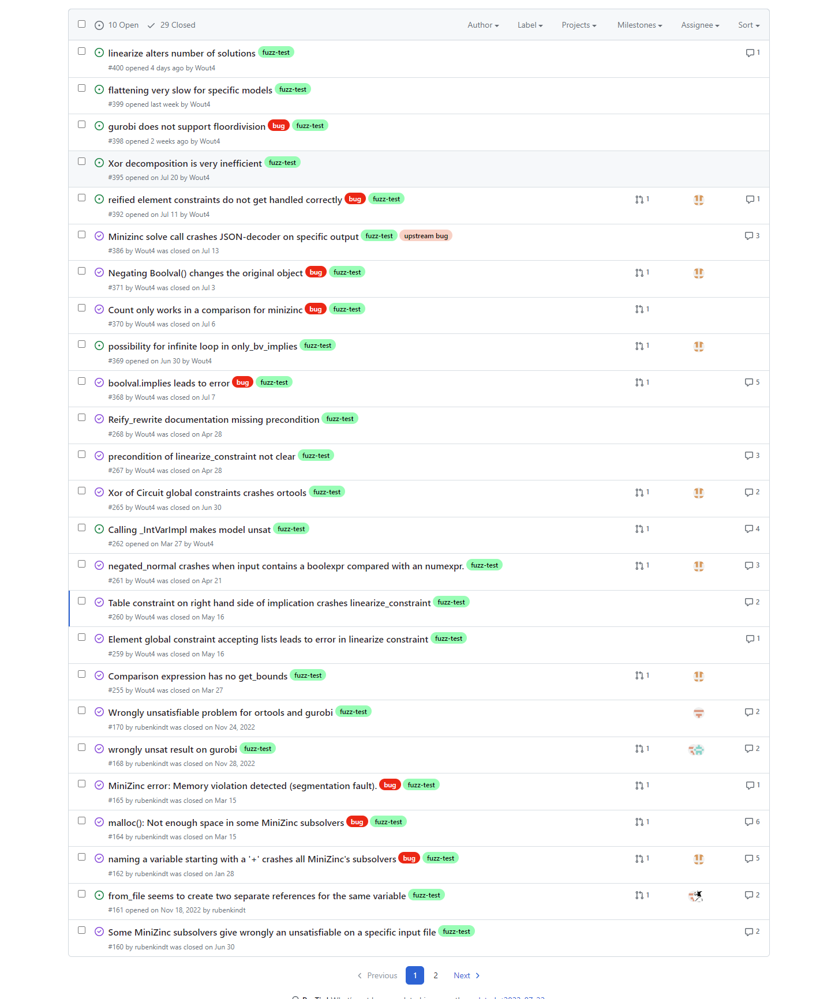 10 Open 29 Closed Author Label Projects Milestones Assignee Sort
linearize alters number of solutions fuzz-test 1
#400 opened 4 days ago by Wout4
flattening very slow for specific models fuzz-test
#399 opened last week by Wout4
gurobi does not support floordivision bug fuzz-test
#398 opened 2 weeks ago by Wout4
Xor decomposition is very inefficient fuzz-test
#395 opened on Jul 20 by Wout4
reified element constraints do not get handled correctly bug fuzz-test 1 1
#392 opened on Jul 11 by Wout4
Minizinc solve call crashes JSON-decoder on specific output fuzz-test upstream bug 3
#386 by Wout4 was closed on Jul 13
Negating Boolval() changes the original object bug fuzz-test 1
#371 by Wout4 was closed on Jul 3
Count only works in a comparison for minizinc bug fuzz-test 1
#370 by Wout4 was closed on Jul 6
possibility for infinite loop in only_bv_implies fuzz-test 1
#369 opened on Jun 30 by Wout4
boolval.implies leads to error bug fuzz-test 1 5
#368 by Wout4 was closed on Jul 7
Reify_rewrite documentation missing precondition fuzz-test
#268 by Wout4 was closed on Apr 28
precondition of linearize_constraint not clear fuzz-test 3
#267 by Wout4 was closed on Apr 28
Xor of Circuit global constraints crashes ortools fuzz-test 1 2
#265 by Wout4 was closed on Jun 30
Calling _IntVarImpl makes model unsat fuzz-test 1 4
#262 opened on Mar 27 by Wout4
negated_normal crashes when input contains a boolexpr compared with an numexpr. fuzz-test 1 3
#261 by Wout4 was closed on Apr 21
Table constraint on right hand side of implication crashes linearize_constraint fuzz-test 2
#260 by Wout4 was closed on May 16
Element global constraint accepting lists leads to error in linearize constraint fuzz-test 1
#259 by Wout4 was closed on May 16
Comparison expression has no get_bounds fuzz-test 1
#255 by Wout4 was closed on Mar 27
Wrongly unsatisfiable problem for ortools and gurobi fuzz-test 2
#170 by rubenkindt was closed on Nov 24, 2022
wrongly unsat result on gurobi fuzz-test 1 2
#168 by rubenkindt was closed on Nov 28, 2022
MiniZinc error: Memory violation detected (segmentation fault). bug fuzz-test 1 1
#165 by rubenkindt was closed on Mar 15
malloc(): Not enough space in some MiniZinc subsolvers bug fuzz-test 1 6
#164 by rubenkindt was closed on Mar 15
naming a variable starting with a '+' crashes all MiniZinc's subsolvers bug fuzz-test 1 5
#162 by rubenkindt was closed on Jan 28
from_file seems to create two separate references for the same variable fuzz-test 1 2
#161 opened on Nov 18, 2022 by rubenkindt
Some MiniZinc subsolvers give wrongly an unsatisfiable on a specific input file fuzz-test 2
#160 by rubenkindt was closed on Jun 30
Previous 1 2 Next